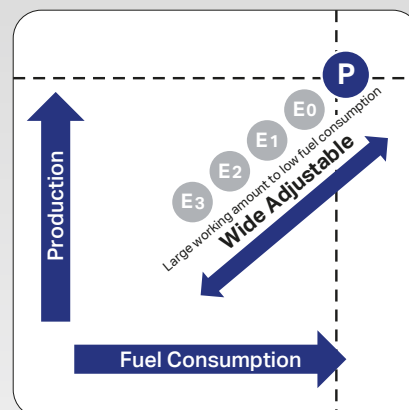 P
E0
E1
E2
E3
Large working amount to low fuel consumption
Wide Adjustable
Production
Fuel Consumption